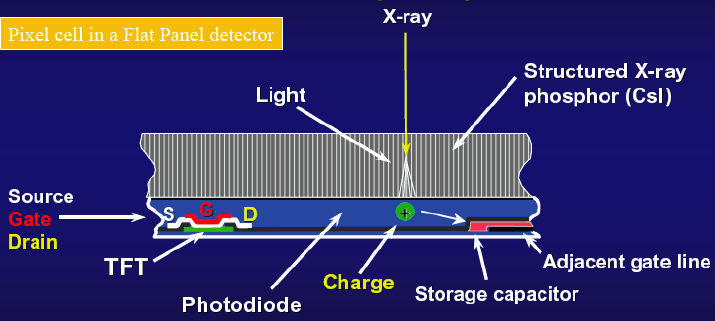 X-ray
Pixel cell in a Flat Panel detector
Structured X-ray
phosphor (CsI)
Light
Source
Gate
Drain
S
G
D
+
TFT
Photodiode
Charge
Storage capacitor
Adjacent gate line